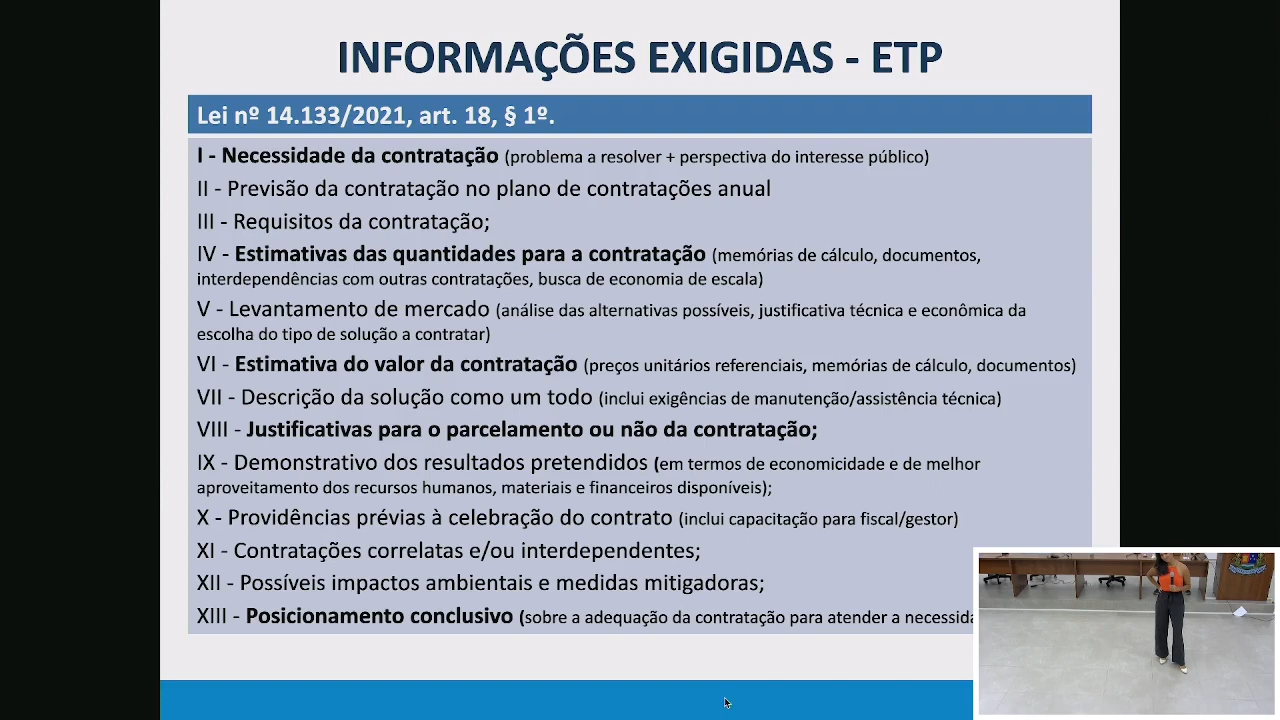 INFORMAÇÕES EXIGIDAS - ETP
Lei nº 14.133/2021, art. 18, § 1º.
I - Necessidade da contratação (problema a resolver + perspectiva do interesse público)
II - Previsão da contratação no plano de contratações anual
III - Requisitos da contratação;
IV - Estimativas das quantidades para a contratação (memórias de cálculo, documentos,
interdependências com outras contratações, busca de economia de escala)
V - Levantamento de mercado (análise das alternativas possíveis, justificativa técnica e econômica da
escolha do tipo de solução a contratar)
VI - Estimativa do valor da contratação (preços unitários referenciais, memórias de cálculo, documentos)
VII - Descrição da solução como um todo (inclui exigências de manutenção/assistência técnica)
VIII - Justificativas para o parcelamento ou não da contratação;
IX - Demonstrativo dos resultados pretendidos (em termos de economicidade e de melhor
aproveitamento dos recursos humanos, materiais e financeiros disponíveis);
X - Providências prévias à celebração do contrato (inclui capacitação para fiscal/gestor)
XI - Contratações correlatas e/ou interdependentes;
XII - Possíveis impactos ambientais e medidas mitigadoras;
XIII - Posicionamento conclusivo (sobre a adequação da contratação para atender a